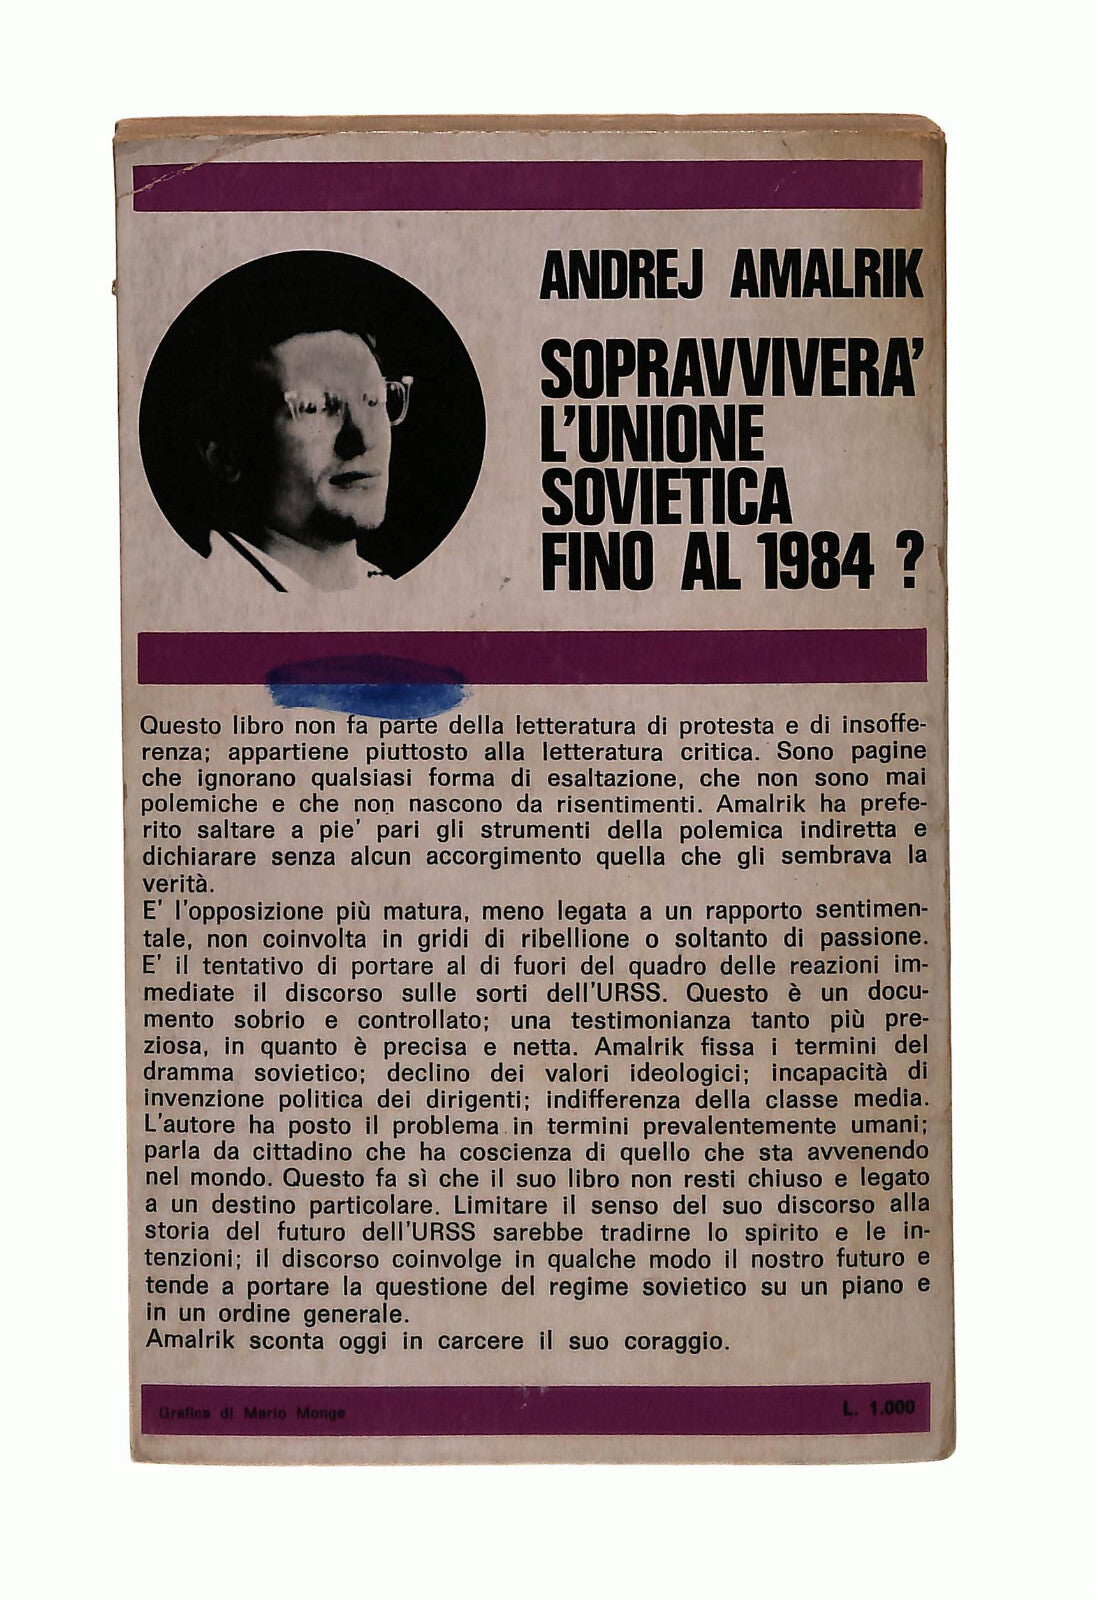 ANDREJ AMALRIK
SOPRAVVIVERA'
L'UNIONE
SOVIETICA
FINO AL 1984 ?
Questo libro non fa parte della letteratura di protesta e di insoffe-
renza; appartiene piuttosto alla letteratura critica. Sono pagine
che ignorano qualsiasi forma di esaltazione, che non sono mai
polemiche e che non nascono da risentimenti. Amalrik ha prefe-
rito saltare a pie' pari gli strumenti della polemica indiretta e
dichiarare senza alcun accorgimento quella che gli sembrava la
verità.
E' l'opposizione più matura, meno legata a un rapporto sentimen-
tale, non coinvolta in gridi di ribellione o soltanto di passione.
E' il tentativo di portare al di fuori del quadro delle reazioni im-
mediate il discorso sulle sorti dell'URSS. Questo è un docu-
mento sobrio e controllato; una testimonianza tanto più pre-
ziosa, in quanto è precisa e netta. Amalrik fissa i termini del
dramma sovietico; declino dei valori ideologici; incapacità di
invenzione politica dei dirigenti; indifferenza della classe media.
L'autore ha posto il problema in termini prevalentemente umani;
parla da cittadino che ha coscienza di quello che sta avvenendo
nel mondo. Questo fa sì che il suo libro non resti chiuso e legato
a un destino particolare. Limitare il senso del suo discorso alla
storia del futuro dell'URSS sarebbe tradirne lo spirito e le in-
tenzioni; il discorso coinvolge in qualche modo il nostro futuro e
tende a portare la questione del regime sovietico su un piano e
in un ordine generale.
Amalrik sconta oggi in carcere il suo coraggio.
Grafica di Mario Monge
L. 1.000